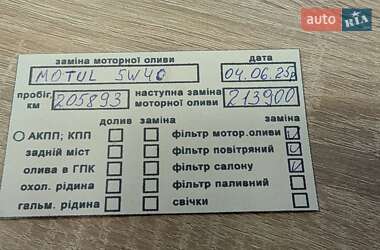 auto RIA
заміна моторної оливи дата
MOTUL 5W40 04.06.25р
пробіг, км 205893 наступна заміна моторної оливи 213900
долив заміна заміна
АКПП; КПП фільтр мотор.оливи
задній міст фільтр повітряний
олива в ГПК фільтр салону
охол. рідина фільтр паливний
гальм. рідина свічки